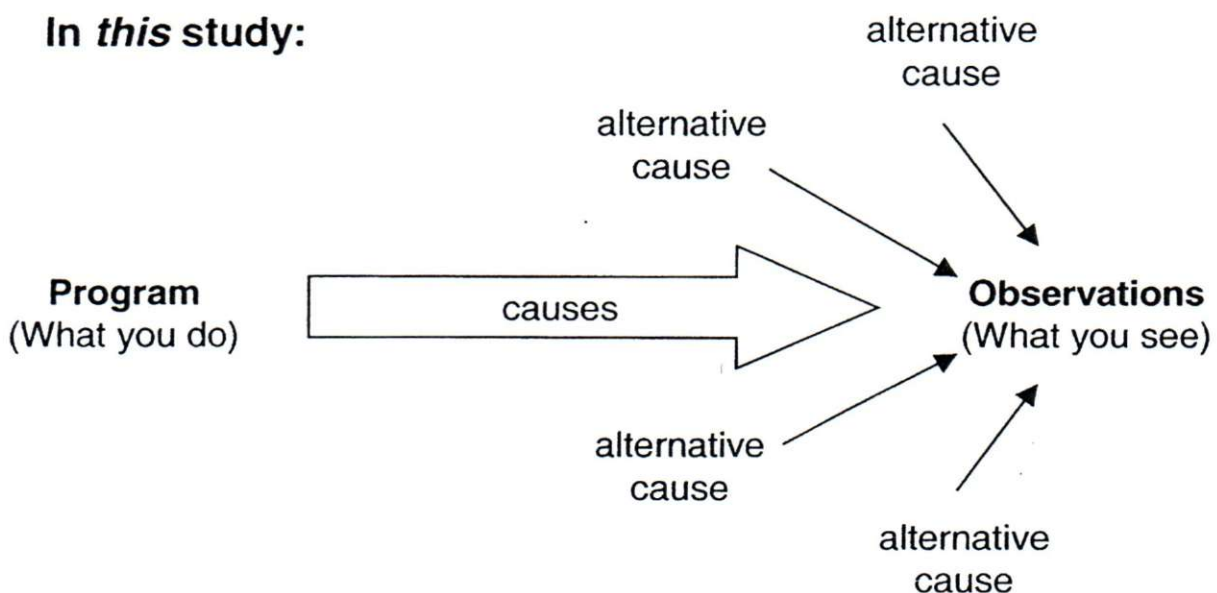 In this study:
alternative
cause
alternative
cause
Program
(What you do)
causes
Observations
(What you see)
alternative
cause
alternative
cause